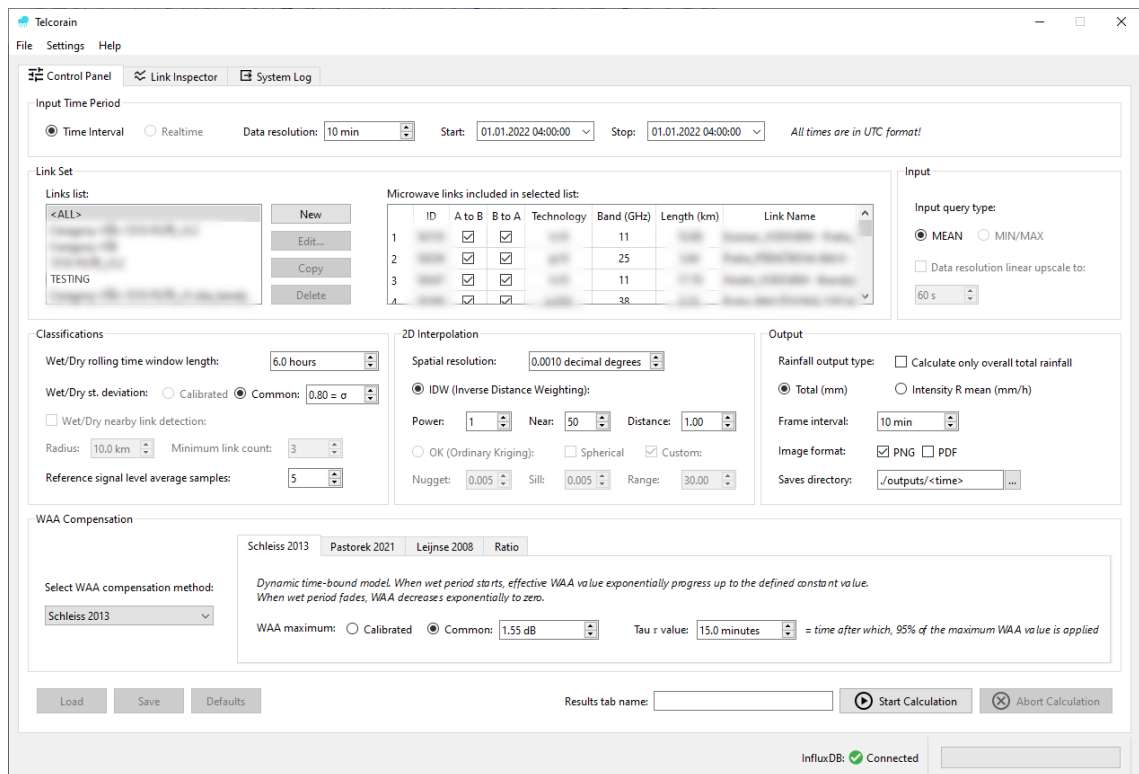 Telcorain
File Settings Help
Control Panel Link Inspector System Log
Input Time Period
Time Interval Realtime Data resolution: 10 min Start: 01.01.2022 04:00:00 Stop: 01.01.2022 04:00:00 All times are in UTC format!
Link Set
Links list:
<ALL>
TESTING
New
Edit...
Copy
Delete
Microwave links included in selected list:
ID A to B B to A Technology Band (GHz) Length (km) Link Name
1 11
2 25
3 11
4 38
Input
Input query type:
MEAN MIN/MAX
Data resolution linear upscale to:
60 s
Classifications
Wet/Dry rolling time window length: 6.0 hours
Wet/Dry st. deviation: Calibrated Common: 0.80 = σ
Wet/Dry nearby link detection:
Radius: 10.0 km Minimum link count: 3
Reference signal level average samples: 5
2D Interpolation
Spatial resolution: 0.0010 decimal degrees
IDW (Inverse Distance Weighting):
Power: 1 Near: 50 Distance: 1.00
OK (Ordinary Kriging): Spherical Custom:
Nugget: 0.005 Sill: 0.005 Range: 30.00
Output
Rainfall output type: Calculate only overall total rainfall
Total (mm) Intensity R mean (mm/h)
Frame interval: 10 min
Image format: PNG PDF
Saves directory: ./outputs/<time> ...
WAA Compensation
Select WAA compensation method:
Schleiss 2013
Schleiss 2013 Pastorek 2021 Leijnse 2008 Ratio
Dynamic time-bound model. When wet period starts, effective WAA value exponentially progress up to the defined constant value.
When wet period fades, WAA decreases exponentially to zero.
WAA maximum: Calibrated Common: 1.55 dB Tau τ value: 15.0 minutes = time after which, 95% of the maximum WAA value is applied
Load Save Defaults Results tab name: Start Calculation Abort Calculation
InfluxDB: Connected